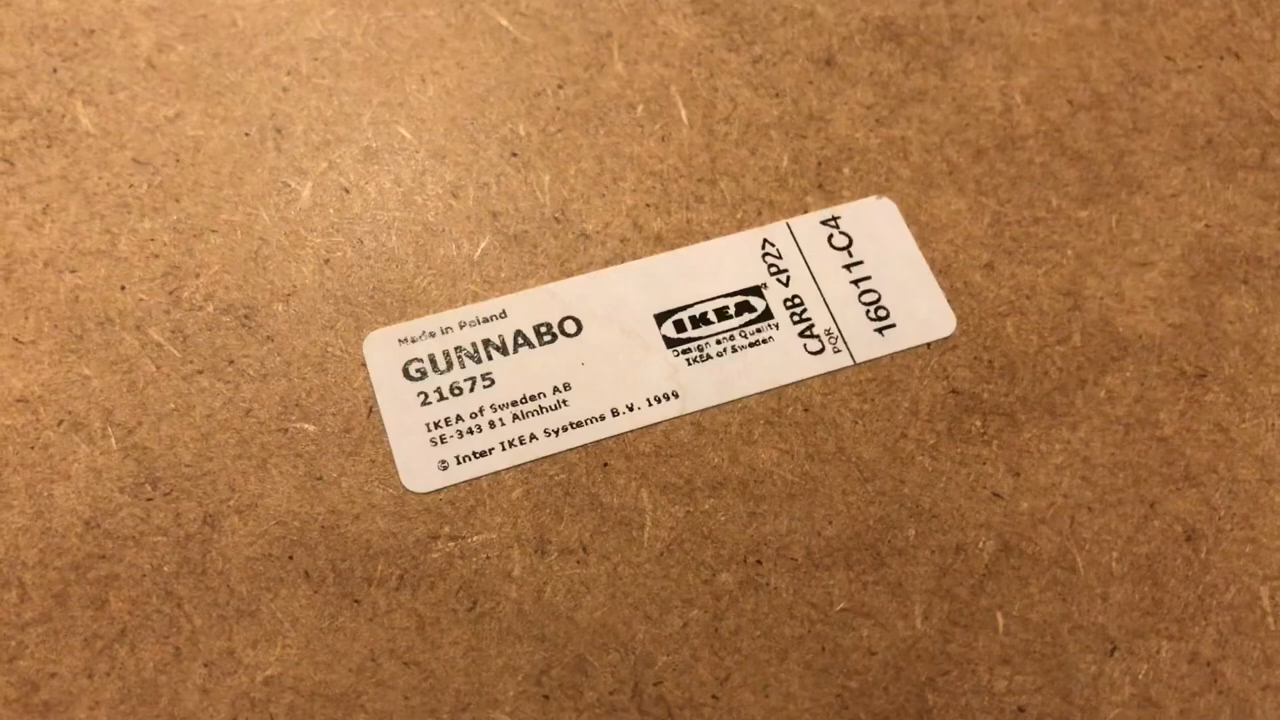 Made in Poland
GUNNABO
21675
IKEA of Sweden AB
SE-343 81 Älmhult
© Inter IKEA Systems B.V. 1999
IKEA®
Design and Quality
IKEA of Sweden
CARB <P2>
PQR
16011-C4